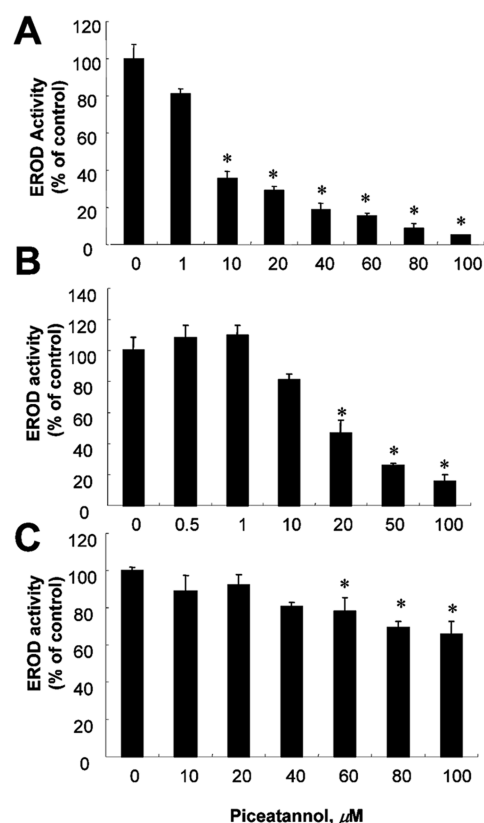 A
EROD Activity
(% of control)
120
100
80
60
40
20
0
* * * * * *
0 1 10 20 40 60 80 100
B
EROD activity
(% of control)
140
120
100
80
60
40
20
0
* * *
0 0.5 1 10 20 50 100
C
EROD activity
(% of control)
120
100
80
60
40
20
0
* * *
0 10 20 40 60 80 100
Piceatannol, μM